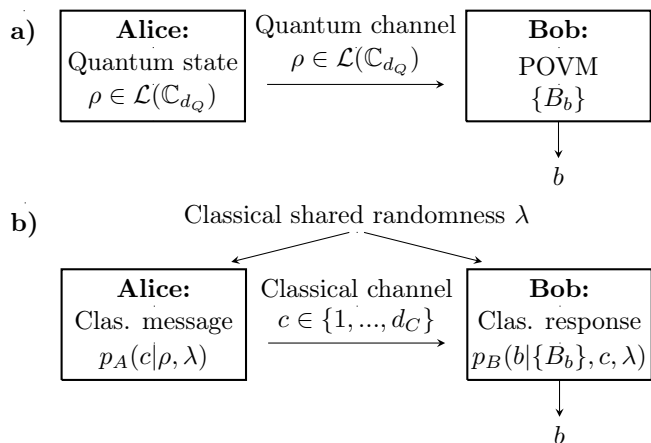 a)
Alice:
Quantum state
ρ ∈ ℒ(ℂ_{d_Q})
Quantum channel
ρ ∈ ℒ(ℂ_{d_Q})
Bob:
POVM
{B_b}
b
b)
Classical shared randomness λ
Alice:
Clas. message
p_A(c|ρ, λ)
Classical channel
c ∈ {1, ..., d_C}
Bob:
Clas. response
p_B(b|{B_b}, c, λ)
b